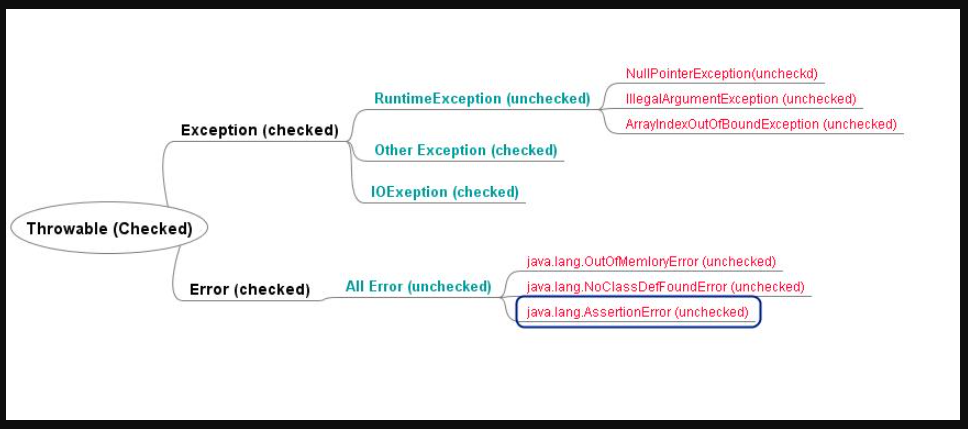 NullPointerException(uncheckd)
RuntimeException (unchecked)
IllegalArgumentException (unchecked)
ArrayIndexOutOfBoundException (unchecked)
Exception (checked)
Other Exception (checked)
IOExeption (checked)
Throwable (Checked)
java.lang.OutOfMemloryError (unchecked)
Error (checked)
All Error (unchecked)
java.lang.NoClassDefFoundError (unchecked)
java.lang.AssertionError (unchecked)